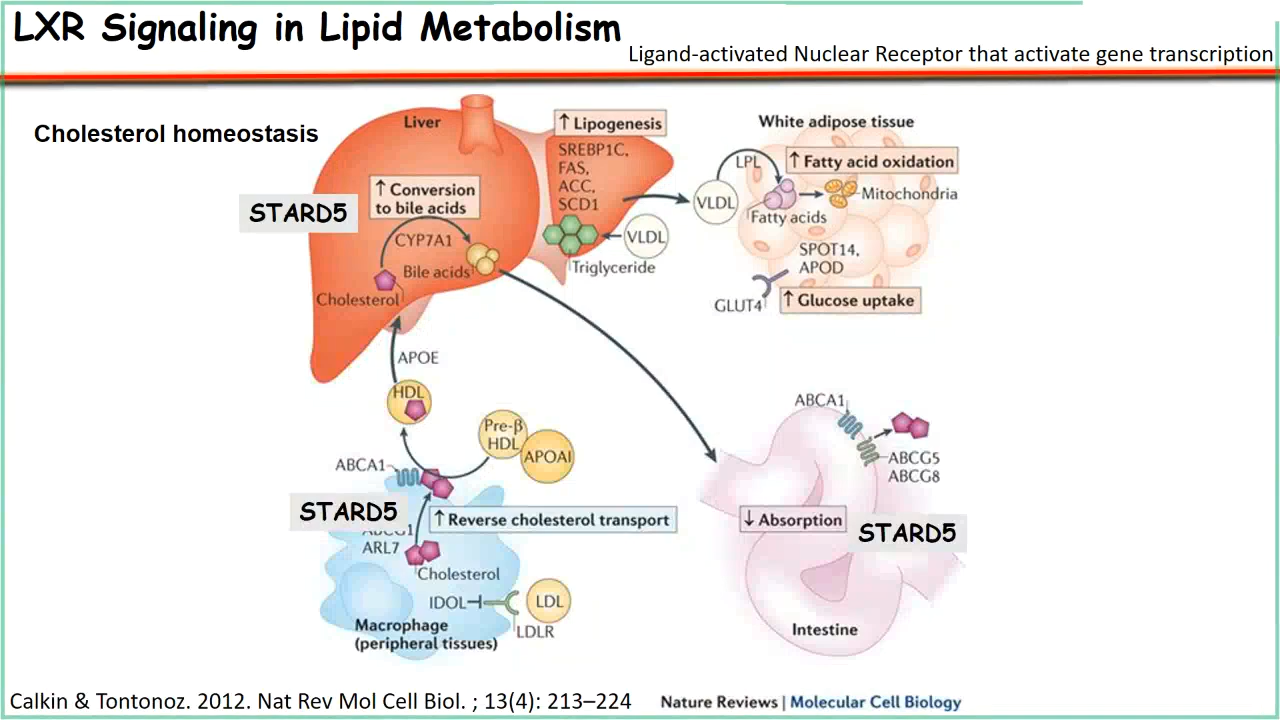 LXR Signaling in Lipid Metabolism
Ligand-activated Nuclear Receptor that activate gene transcription
Cholesterol homeostasis
Liver
STARD5
↑ Conversion
to bile acids
CYP7A1
Bile acids
Cholesterol
↑ Lipogenesis
SREBP1C,
FAS,
ACC,
SCD1
VLDL
Triglyceride
White adipose tissue
VLDL
LPL
↑ Fatty acid oxidation
Mitochondria
Fatty acids
SPOT14,
APOD
GLUT4
↑ Glucose uptake
APOE
HDL
Pre-β
HDL
APOAI
ABCA1
STARD5
↑ Reverse cholesterol transport
ABCG1
ARL7
Cholesterol
IDOL
LDL
LDLR
Macrophage
(peripheral tissues)
ABCA1
ABCG5
ABCG8
↓ Absorption
STARD5
Intestine
Calkin & Tontonoz. 2012. Nat Rev Mol Cell Biol. ; 13(4): 213–224
Nature Reviews | Molecular Cell Biology